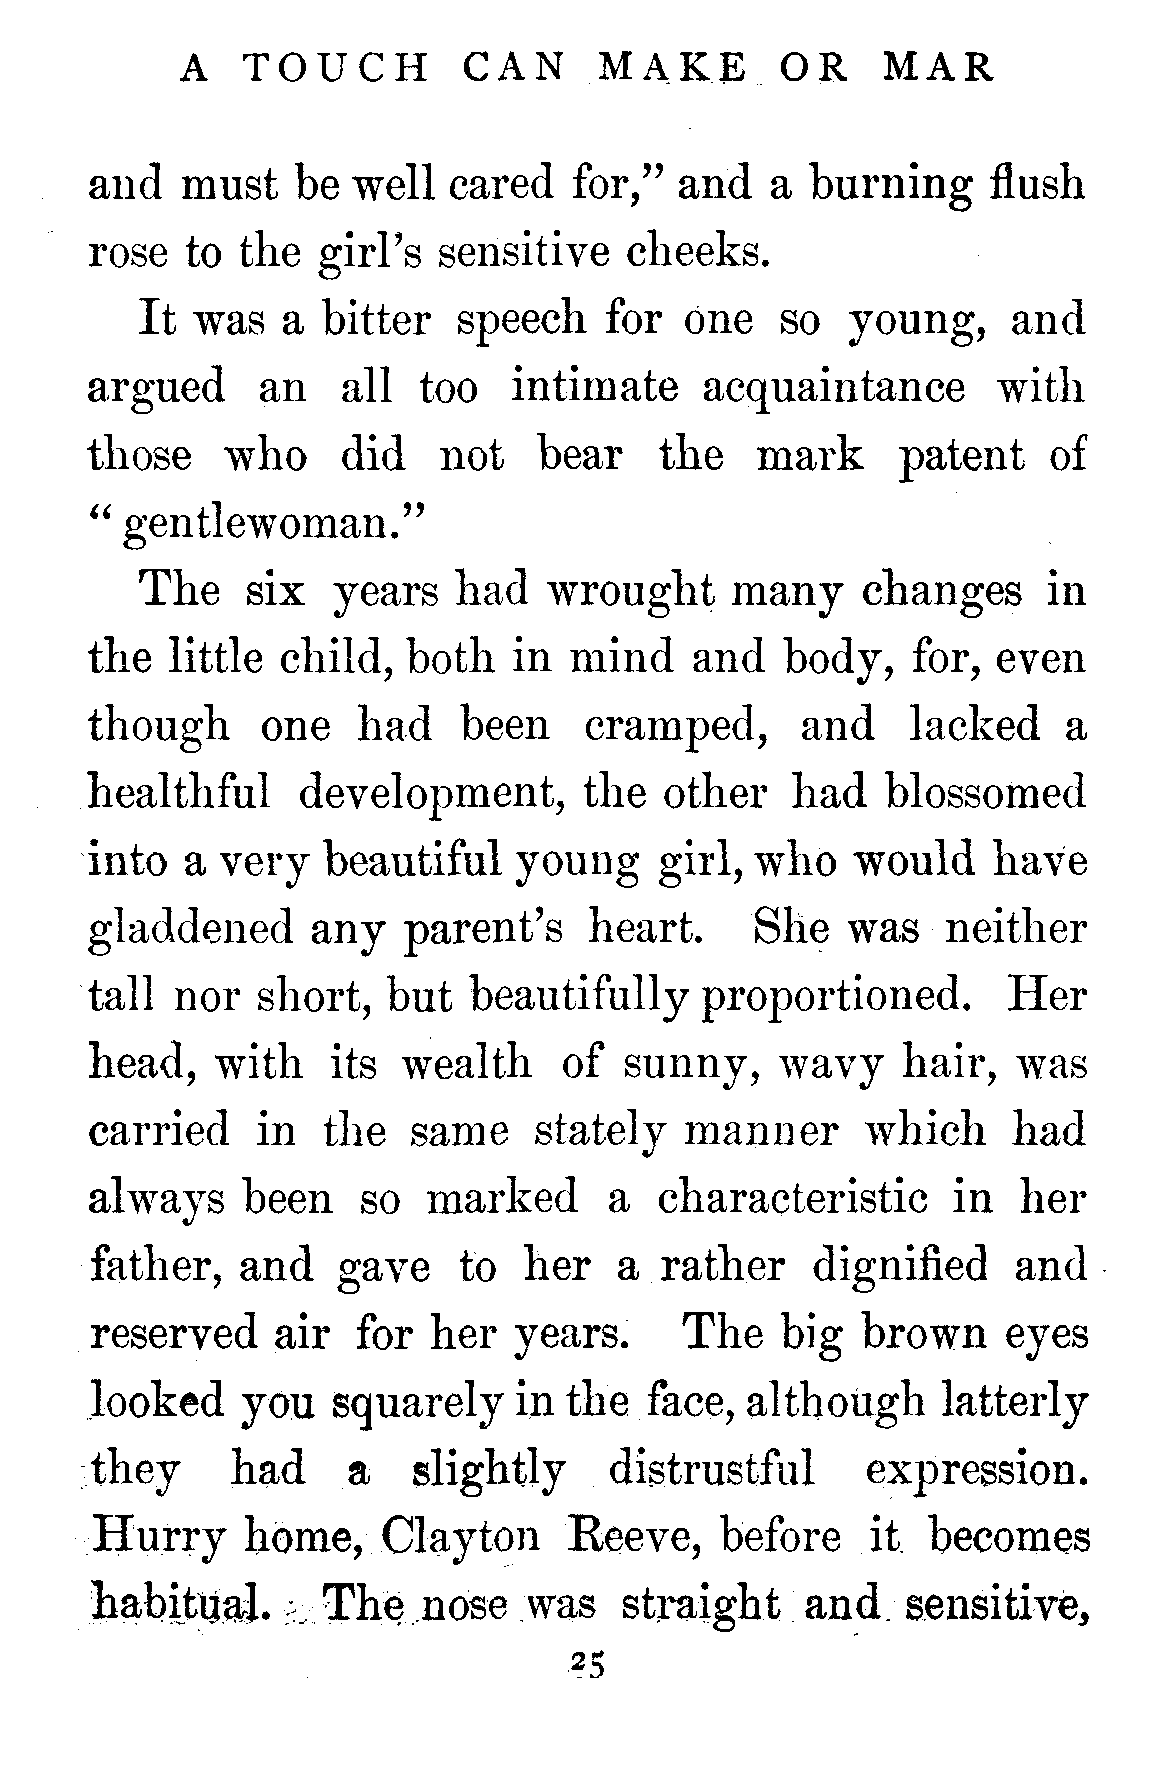 A TOUCH CAN MAKE OR MAR
and must be well cared for,” and a burning flush
rose to the girl’s sensitive cheeks.
It was a bitter speech for one so young, and
argued an all too intimate acquaintance with
those who did not bear the mark patent of
“ gentlewoman.”
The six years had wrought many changes in
the little child, both in mind and body, for, even
though one had been cramped, and lacked a
healthful development, the other had blossomed
into a very beautiful young girl, who would have
gladdened any parent’s heart. She was neither
tall nor short, but beautifully proportioned. Her
head, with its wealth of sunny, wavy hair, was
carried in the same stately manner which had
always been so marked a characteristic in her
father, and gave to her a rather dignified and
reserved air for her years. The big brown eyes
looked you squarely in the face, although latterly
they had a slightly distrustful expression.
Hurry home, Clayton Reeve, before it becomes
habitual. The nose was straight and sensitive,
25